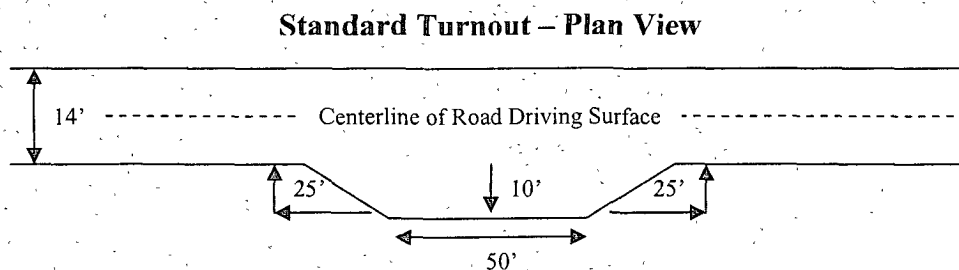 Standard Turnout – Plan View
14'
Centerline of Road Driving Surface
25'
10'
25'
50'